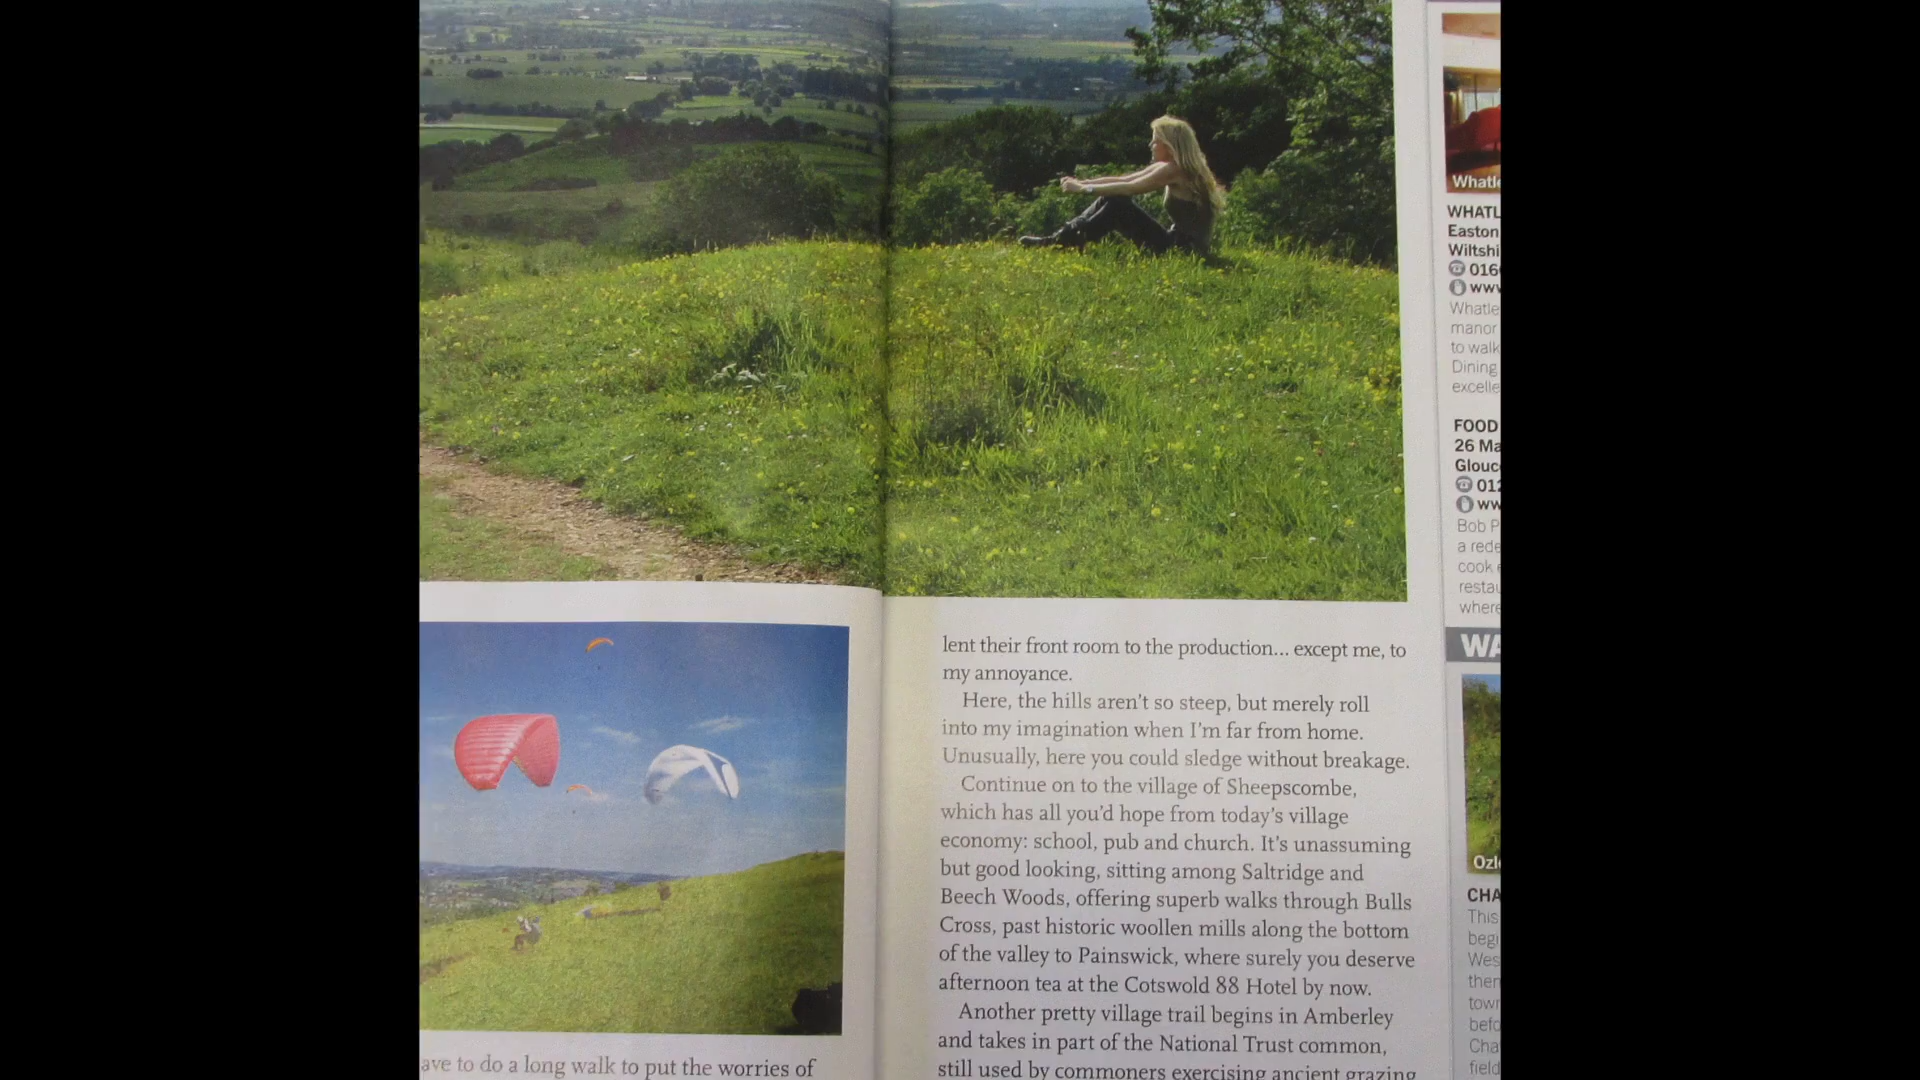 ave to do a long walk to put the worries of
lent their front room to the production... except me, to
my annoyance.
Here, the hills aren't so steep, but merely roll
into my imagination when I'm far from home.
Unusually, here you could sledge without breakage.
Continue on to the village of Sheepscombe,
which has all you'd hope from today's village
economy: school, pub and church. It's unassuming
but good looking, sitting among Saltridge and
Beech Woods, offering superb walks through Bulls
Cross, past historic woollen mills along the bottom
of the valley to Painswick, where surely you deserve
afternoon tea at the Cotswold 88 Hotel by now.
Another pretty village trail begins in Amberley
and takes in part of the National Trust common,
still used by commoners exercising ancient grazing
Whatle
WHATL
Easton
Wiltshi
016
www
Whatle
manor
to walk
Dining
excelle
FOOD
26 Ma
Glouc
012
ww
Bob P
a rede
cook
restau
where
WA
Ozl
CHA
This
begi
Wes
then
town
befo
Cha
field